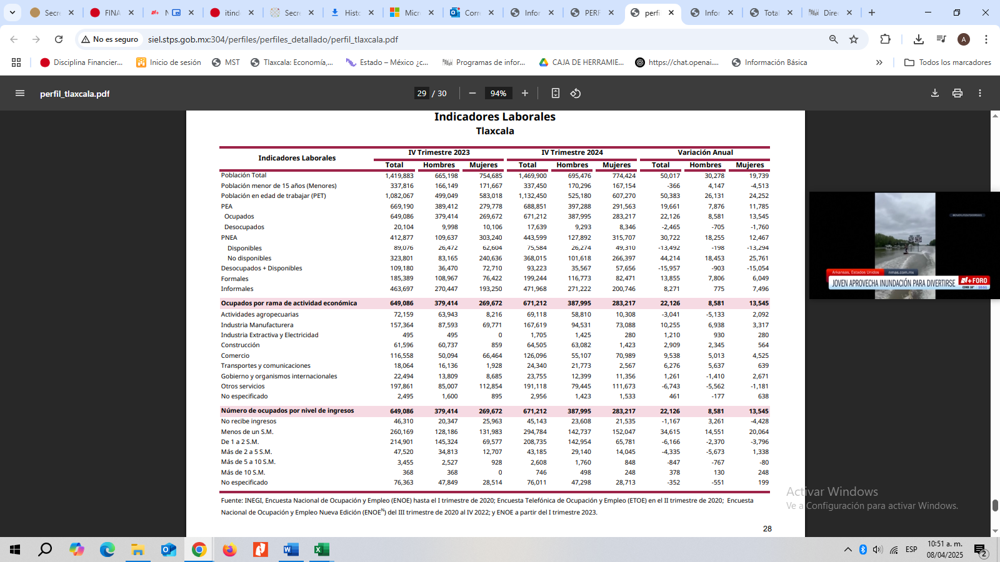 Secre
FINA
N
itind
Secre
Histo
Micr
Corre
Infor
PERF
perfi
Infor
Total
Direc
No es seguro
siel.stps.gob.mx:304/perfiles/perfiles_detallado/perfil_tlaxcala.pdf
A
Disciplina Financier...
Inicio de sesión
MST
Tlaxcala: Economía,...
Estado – México ¿c...
Programas de infor...
CAJA DE HERRAMIE...
https://chat.openai....
Información Básica
Todos los marcadores
perfil_tlaxcala.pdf
29 / 30
94%
Indicadores Laborales
Tlaxcala
Indicadores Laborales IV Trimestre 2023 IV Trimestre 2024 Variación Anual
Total Hombres Mujeres Total Hombres Mujeres Total Hombres Mujeres
Población Total 1,419,883 665,198 754,685 1,469,900 695,476 774,424 50,017 30,278 19,739
Población menor de 15 años (Menores) 337,816 166,149 171,667 337,450 170,296 167,154 -366 4,147 -4,513
Población en edad de trabajar (PET) 1,082,067 499,049 583,018 1,132,450 525,180 607,270 50,383 26,131 24,252
PEA 669,190 389,412 279,778 688,851 397,288 291,563 19,661 7,876 11,785
Ocupados 649,086 379,414 269,672 671,212 387,995 283,217 22,126 8,581 13,545
Desocupados 20,104 9,998 10,106 17,639 9,293 8,346 -2,465 -705 -1,760
PNEA 412,877 109,637 303,240 443,599 127,892 315,707 30,722 18,255 12,467
Disponibles 89,076 26,472 62,604 75,584 26,274 49,310 -13,492 -198 -13,294
No disponibles 323,801 83,165 240,636 368,015 101,618 266,397 44,214 18,453 25,761
Desocupados + Disponibles 109,180 36,470 72,710 93,223 35,567 57,656 -15,957 -903 -15,054
Formales 185,389 108,967 76,422 199,244 116,773 82,471 13,855 7,806 6,049
Informales 463,697 270,447 193,250 471,968 271,222 200,746 8,271 775 7,496
Ocupados por rama de actividad económica 649,086 379,414 269,672 671,212 387,995 283,217 22,126 8,581 13,545
Actividades agropecuarias 72,159 63,943 8,216 69,118 58,810 10,308 -3,041 -5,133 2,092
Industria Manufacturera 157,364 87,593 69,771 167,619 94,531 73,088 10,255 6,938 3,317
Industria Extractiva y Electricidad 495 495 0 1,705 1,425 280 1,210 930 280
Construcción 61,596 60,737 859 64,505 63,082 1,423 2,909 2,345 564
Comercio 116,558 50,094 66,464 126,096 55,107 70,989 9,538 5,013 4,525
Transportes y comunicaciones 18,064 16,136 1,928 24,340 21,773 2,567 6,276 5,637 639
Gobierno y organismos internacionales 22,494 13,809 8,685 23,755 12,399 11,356 1,261 -1,410 2,671
Otros servicios 197,861 85,007 112,854 191,118 79,445 111,673 -6,743 -5,562 -1,181
No especificado 2,495 1,600 895 2,956 1,423 1,533 461 -177 638
Número de ocupados por nivel de ingresos 649,086 379,414 269,672 671,212 387,995 283,217 22,126 8,581 13,545
No recibe ingresos 46,310 20,347 25,963 45,143 23,608 21,535 -1,167 3,261 -4,428
Menos de un S.M. 260,169 128,186 131,983 294,784 142,737 152,047 34,615 14,551 20,064
De 1 a 2 S.M. 214,901 145,324 69,577 208,735 142,954 65,781 -6,166 -2,370 -3,796
Más de 2 a 5 S.M. 47,520 34,813 12,707 43,185 29,140 14,045 -4,335 -5,673 1,338
Más de 5 a 10 S.M. 3,455 2,527 928 2,608 1,760 848 -847 -767 -80
Más de 10 S.M. 368 368 0 746 498 248 378 130 248
No especificado 76,363 47,849 28,514 76,011 47,298 28,713 -352 -551 199
Fuente: INEGI, Encuesta Nacional de Ocupación y Empleo (ENOE) hasta el I trimestre de 2020; Encuesta Telefónica de Ocupación y Empleo (ETOE) en el II trimestre de 2020; Encuesta
Nacional de Ocupación y Empleo Nueva Edición (ENOEN) del III trimestre de 2020 al IV 2022; y ENOE a partir del I trimestre 2023.
28
Arkansas, Estados Unidos nmas.com.mx
JOVEN APROVECHA INUNDACIÓN PARA DIVERTIRSE
N+FORO
CDMX 18° 10:51
Activar Windows
Ve a Configuración para activar Windows.
ESP
10:51 a. m.
08/04/2025
2